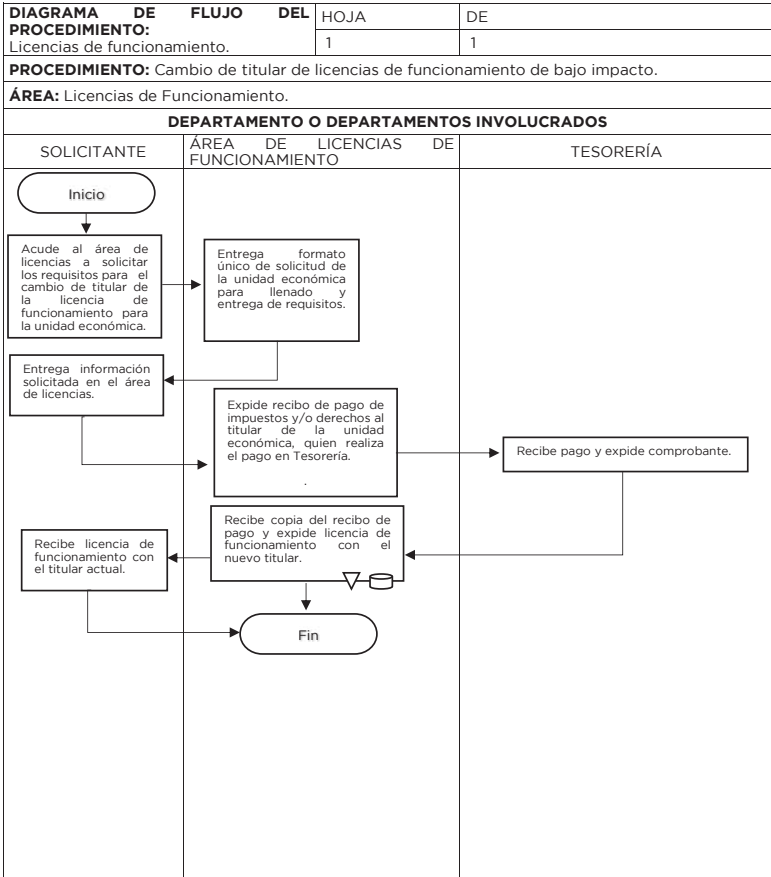 DIAGRAMA DE FLUJO DEL
PROCEDIMIENTO:
Licencias de funcionamiento.
HOJA
DE
1
1
PROCEDIMIENTO: Cambio de titular de licencias de funcionamiento de bajo impacto.
ÁREA: Licencias de Funcionamiento.
DEPARTAMENTO O DEPARTAMENTOS INVOLUCRADOS
SOLICITANTE
ÁREA DE LICENCIAS DE
FUNCIONAMIENTO
TESORERÍA
Inicio
Acude al área de
licencias a solicitar
los requisitos para el
cambio de titular de
la licencia de
funcionamiento para
la unidad económica.
Entrega formato
único de solicitud de
la unidad económica
para llenado y
entrega de requisitos.
Entrega información
solicitada en el área
de licencias.
Expide recibo de pago de
impuestos y/o derechos al
titular de la unidad
económica, quien realiza
el pago en Tesorería.
.
Recibe pago y expide comprobante.
Recibe copia del recibo de
pago y expide licencia de
funcionamiento con el
nuevo titular.
Recibe licencia de
funcionamiento con
el titular actual.
Fin